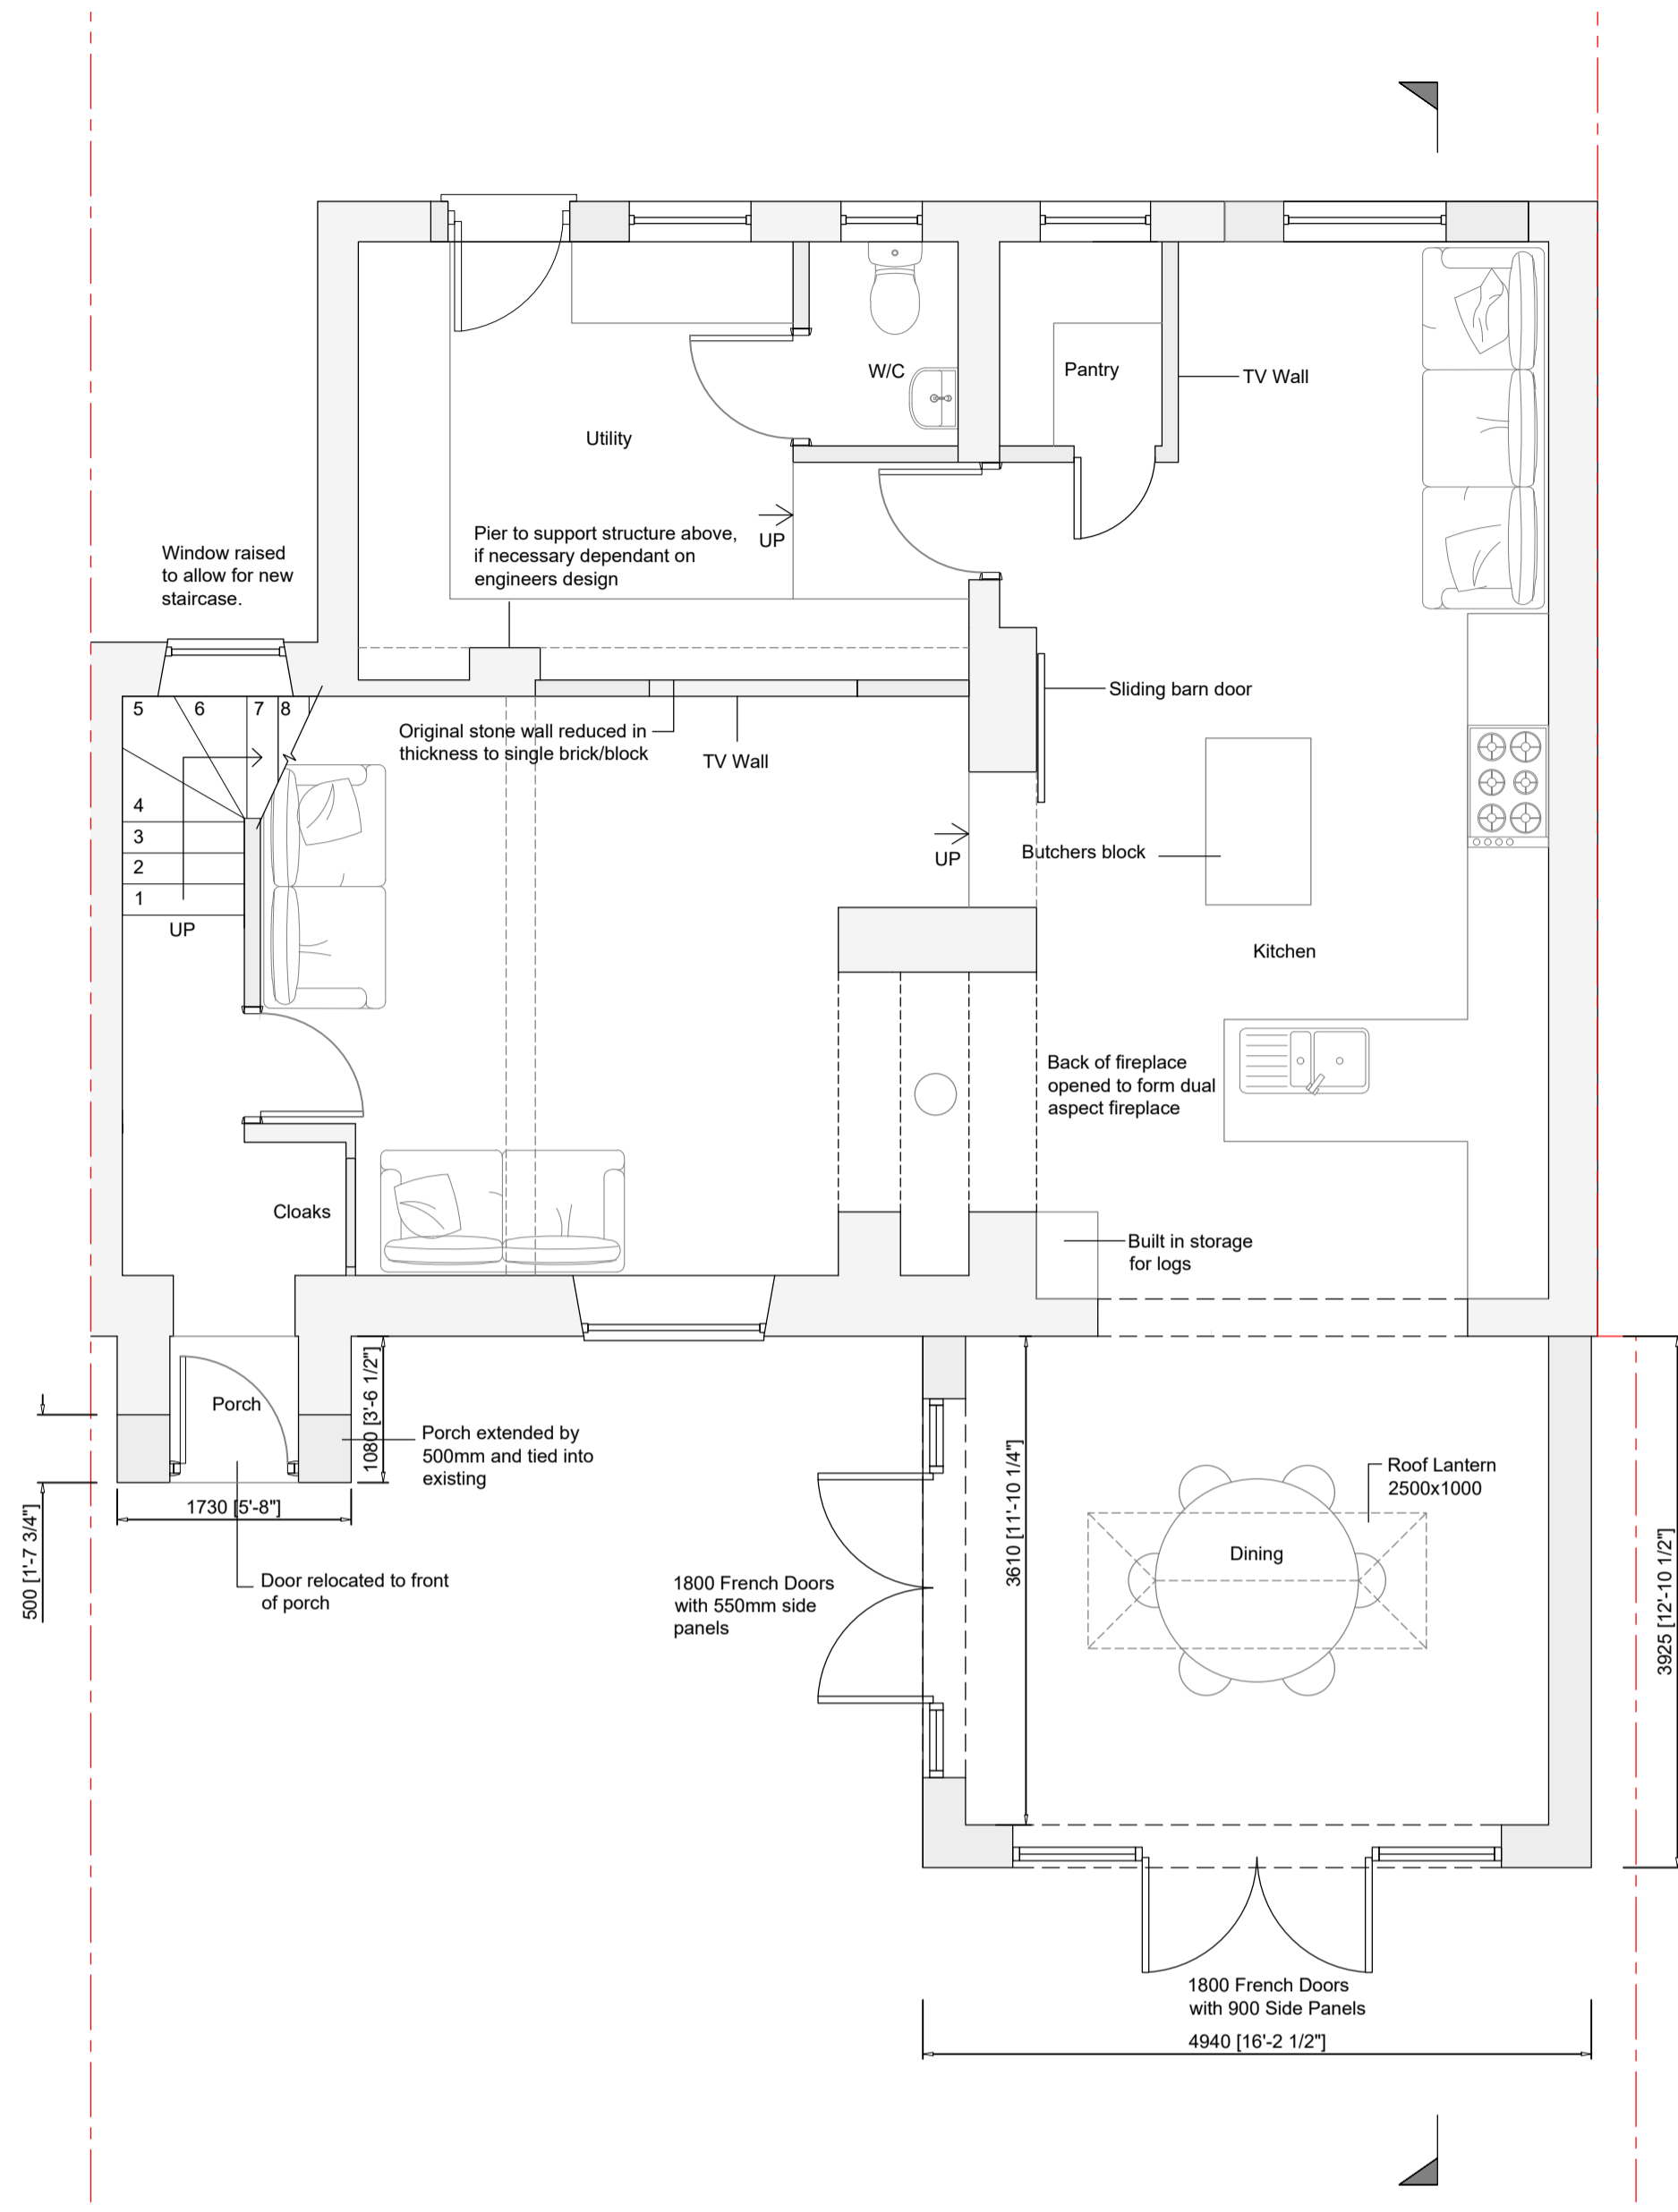 W/C
Pantry
TV Wall
Utility
Pier to support structure above,
if necessary dependant on
engineers design
UP
Window raised
to allow for new
staircase.
Sliding barn door
5
6
7
8
Original stone wall reduced in
thickness to single brick/block
TV Wall
4
3
2
1
UP
UP
Butchers block
Kitchen
Back of fireplace
opened to form dual
aspect fireplace
Cloaks
Built in storage
for logs
Porch
1080 [3'-6 1/2"]
Porch extended by
500mm and tied into
existing
1730 [5'-8"]
500 [1'-7 3/4"]
Door relocated to front
of porch
1800 French Doors
with 550mm side
panels
3610 [11'-10 1/4"]
Roof Lantern
2500x1000
Dining
3925 [12'-10 1/2"]
1800 French Doors
with 900 Side Panels
4940 [16'-2 1/2"]